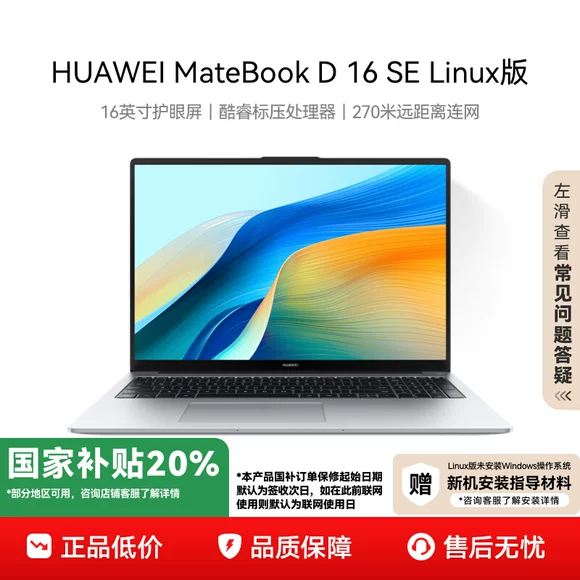 HUAWEI MateBook D 16 SE Linux版
16英寸护眼屏｜酷睿标压处理器｜270米远距离连网
左滑查看常见问题答疑
HUAWEI
国家补贴20%
*部分地区可用，咨询店铺客服了解详情
*本产品国补订单保修起始日期
默认为签收次日，如在此前联网
使用则默认为联网使用日
赠
Linux版未安装Windows操作系统
新机安装指导材料
*咨询客服了解安装详情
正品低价
品质保障
售后无忧